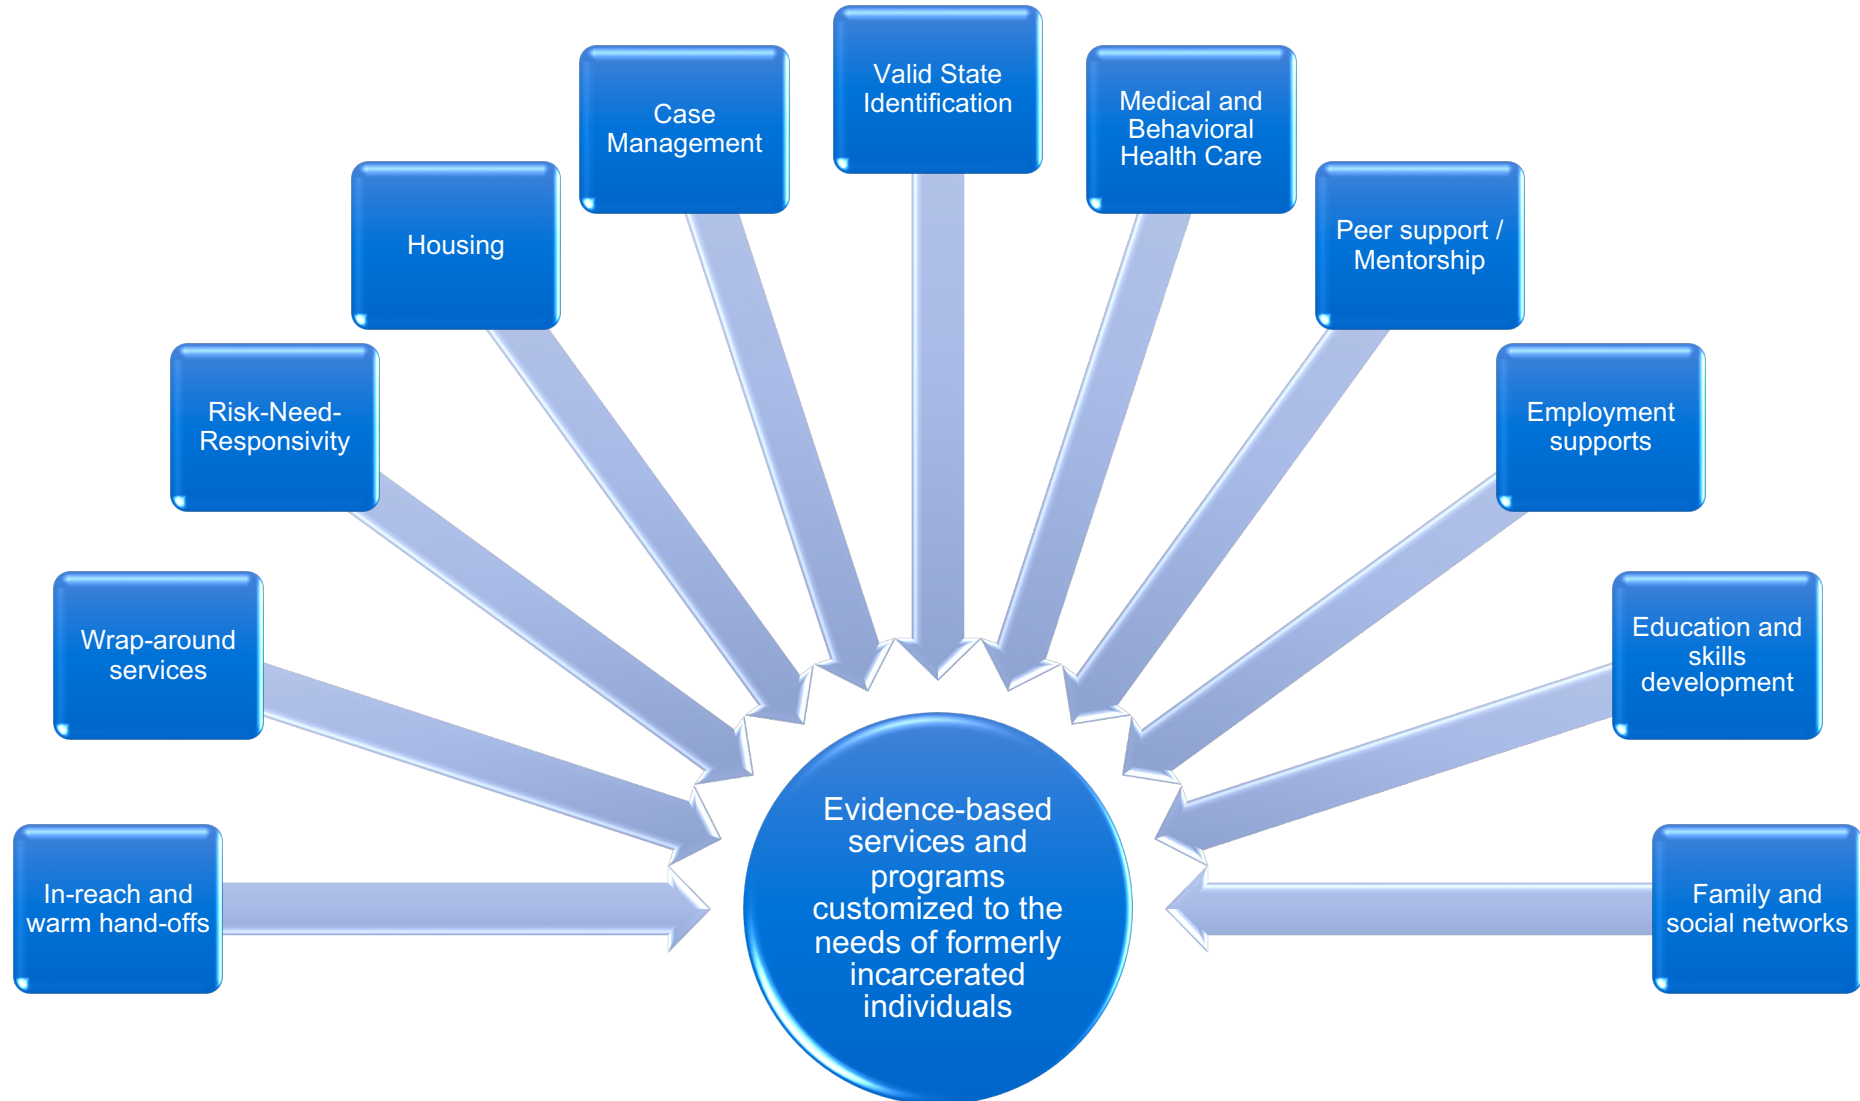 Valid State
Identification
Case
Management
Medical and
Behavioral
Health Care
Housing
Peer support /
Mentorship
Risk-Need-
Responsivity
Employment
supports
Wrap-around
services
Education and
skills
development
In-reach and
warm hand-offs
Evidence-based
services and
programs
customized to the
needs of formerly
incarcerated
individuals
Family and
social networks